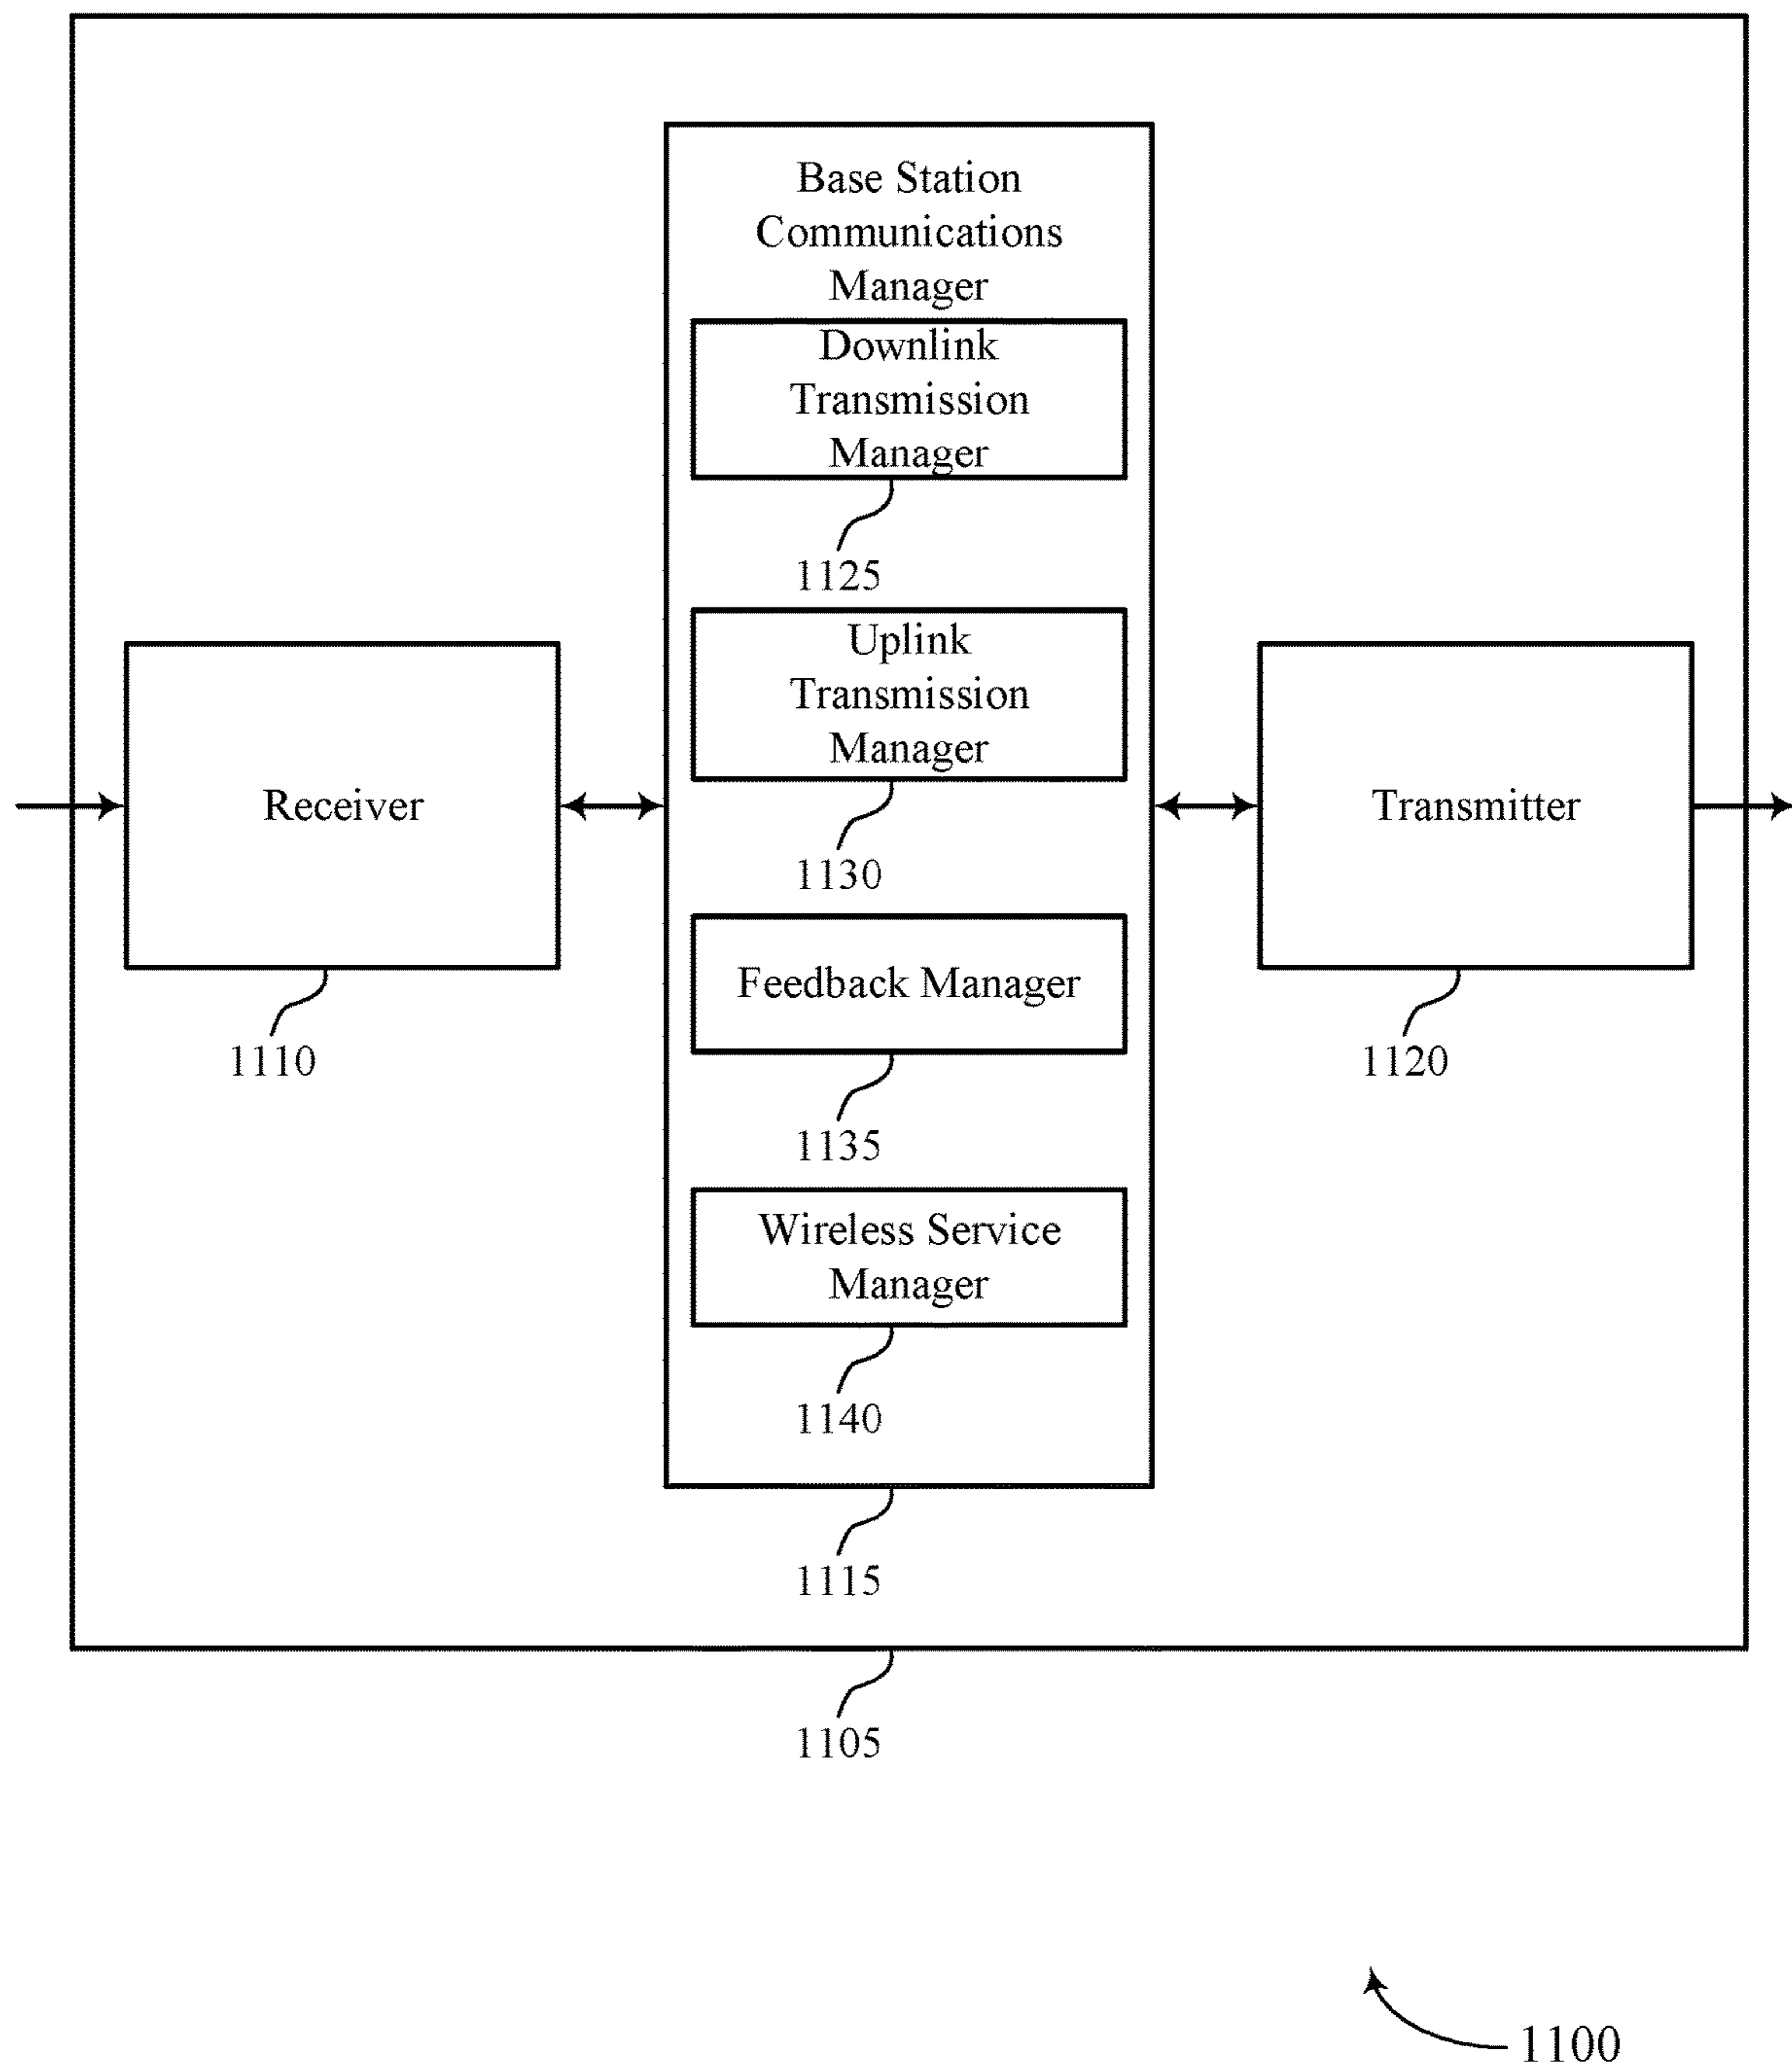 Base Station
Communications
Manager
Downlink
Transmission
Manager
1125
Uplink
Transmission
Manager
1130
Receiver
1110
Transmitter
1120
Feedback Manager
1135
Wireless Service
Manager
1140
1115
1105
1100